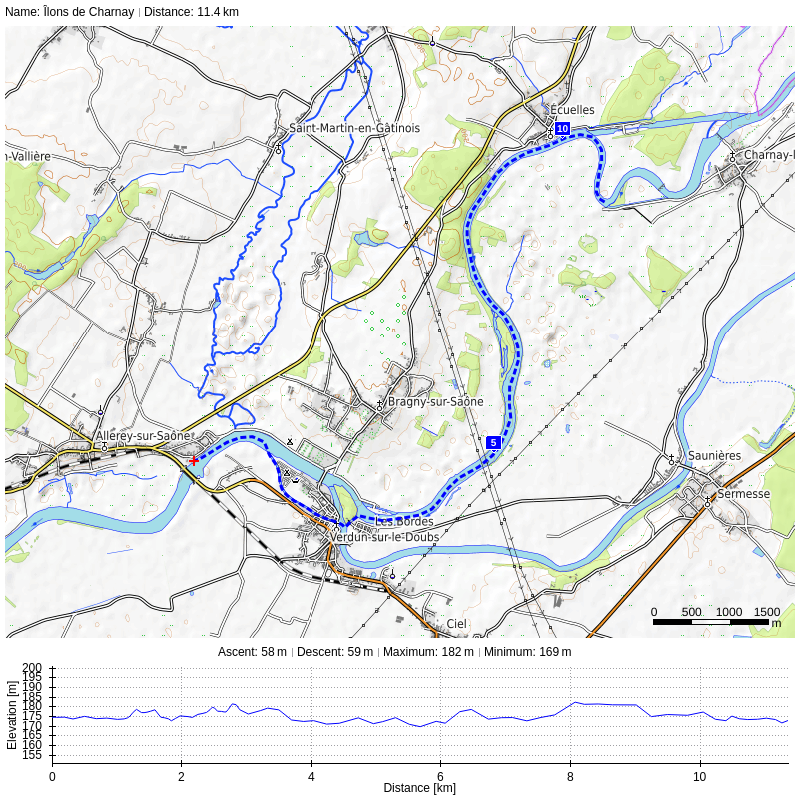 Name: Îlons de Charnay | Distance: 11.4 km
Écuelles
10
Saint-Martin-en-Gâtinois
n-Vallière
Charnay-l
Bragny-sur-Saône
Allerey-sur-Saône
5
Saunières
Sermesse
Les Bordes
Verdun-sur-le-Doubs
Ciel
0 500 1000 1500
m
Ascent: 58 m | Descent: 59 m | Maximum: 182 m | Minimum: 169 m
Elevation [m]
200
195
190
185
180
175
170
165
160
155
0 2 4 6 8 10
Distance [km]